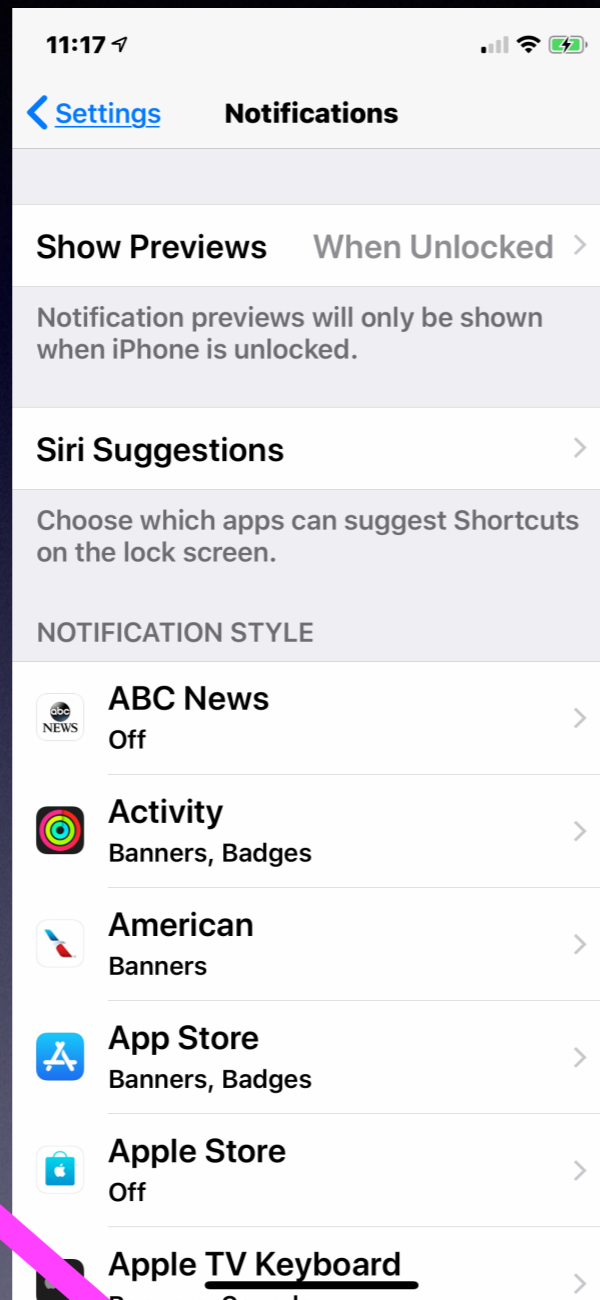 11:17
Settings
Notifications
Show Previews
When Unlocked
Notification previews will only be shown
when iPhone is unlocked.
Siri Suggestions
Choose which apps can suggest Shortcuts
on the lock screen.
NOTIFICATION STYLE
abc
NEWS
ABC News
Off
Activity
Banners, Badges
American
Banners
App Store
Banners, Badges
Apple Store
Off
Apple TV Keyboard